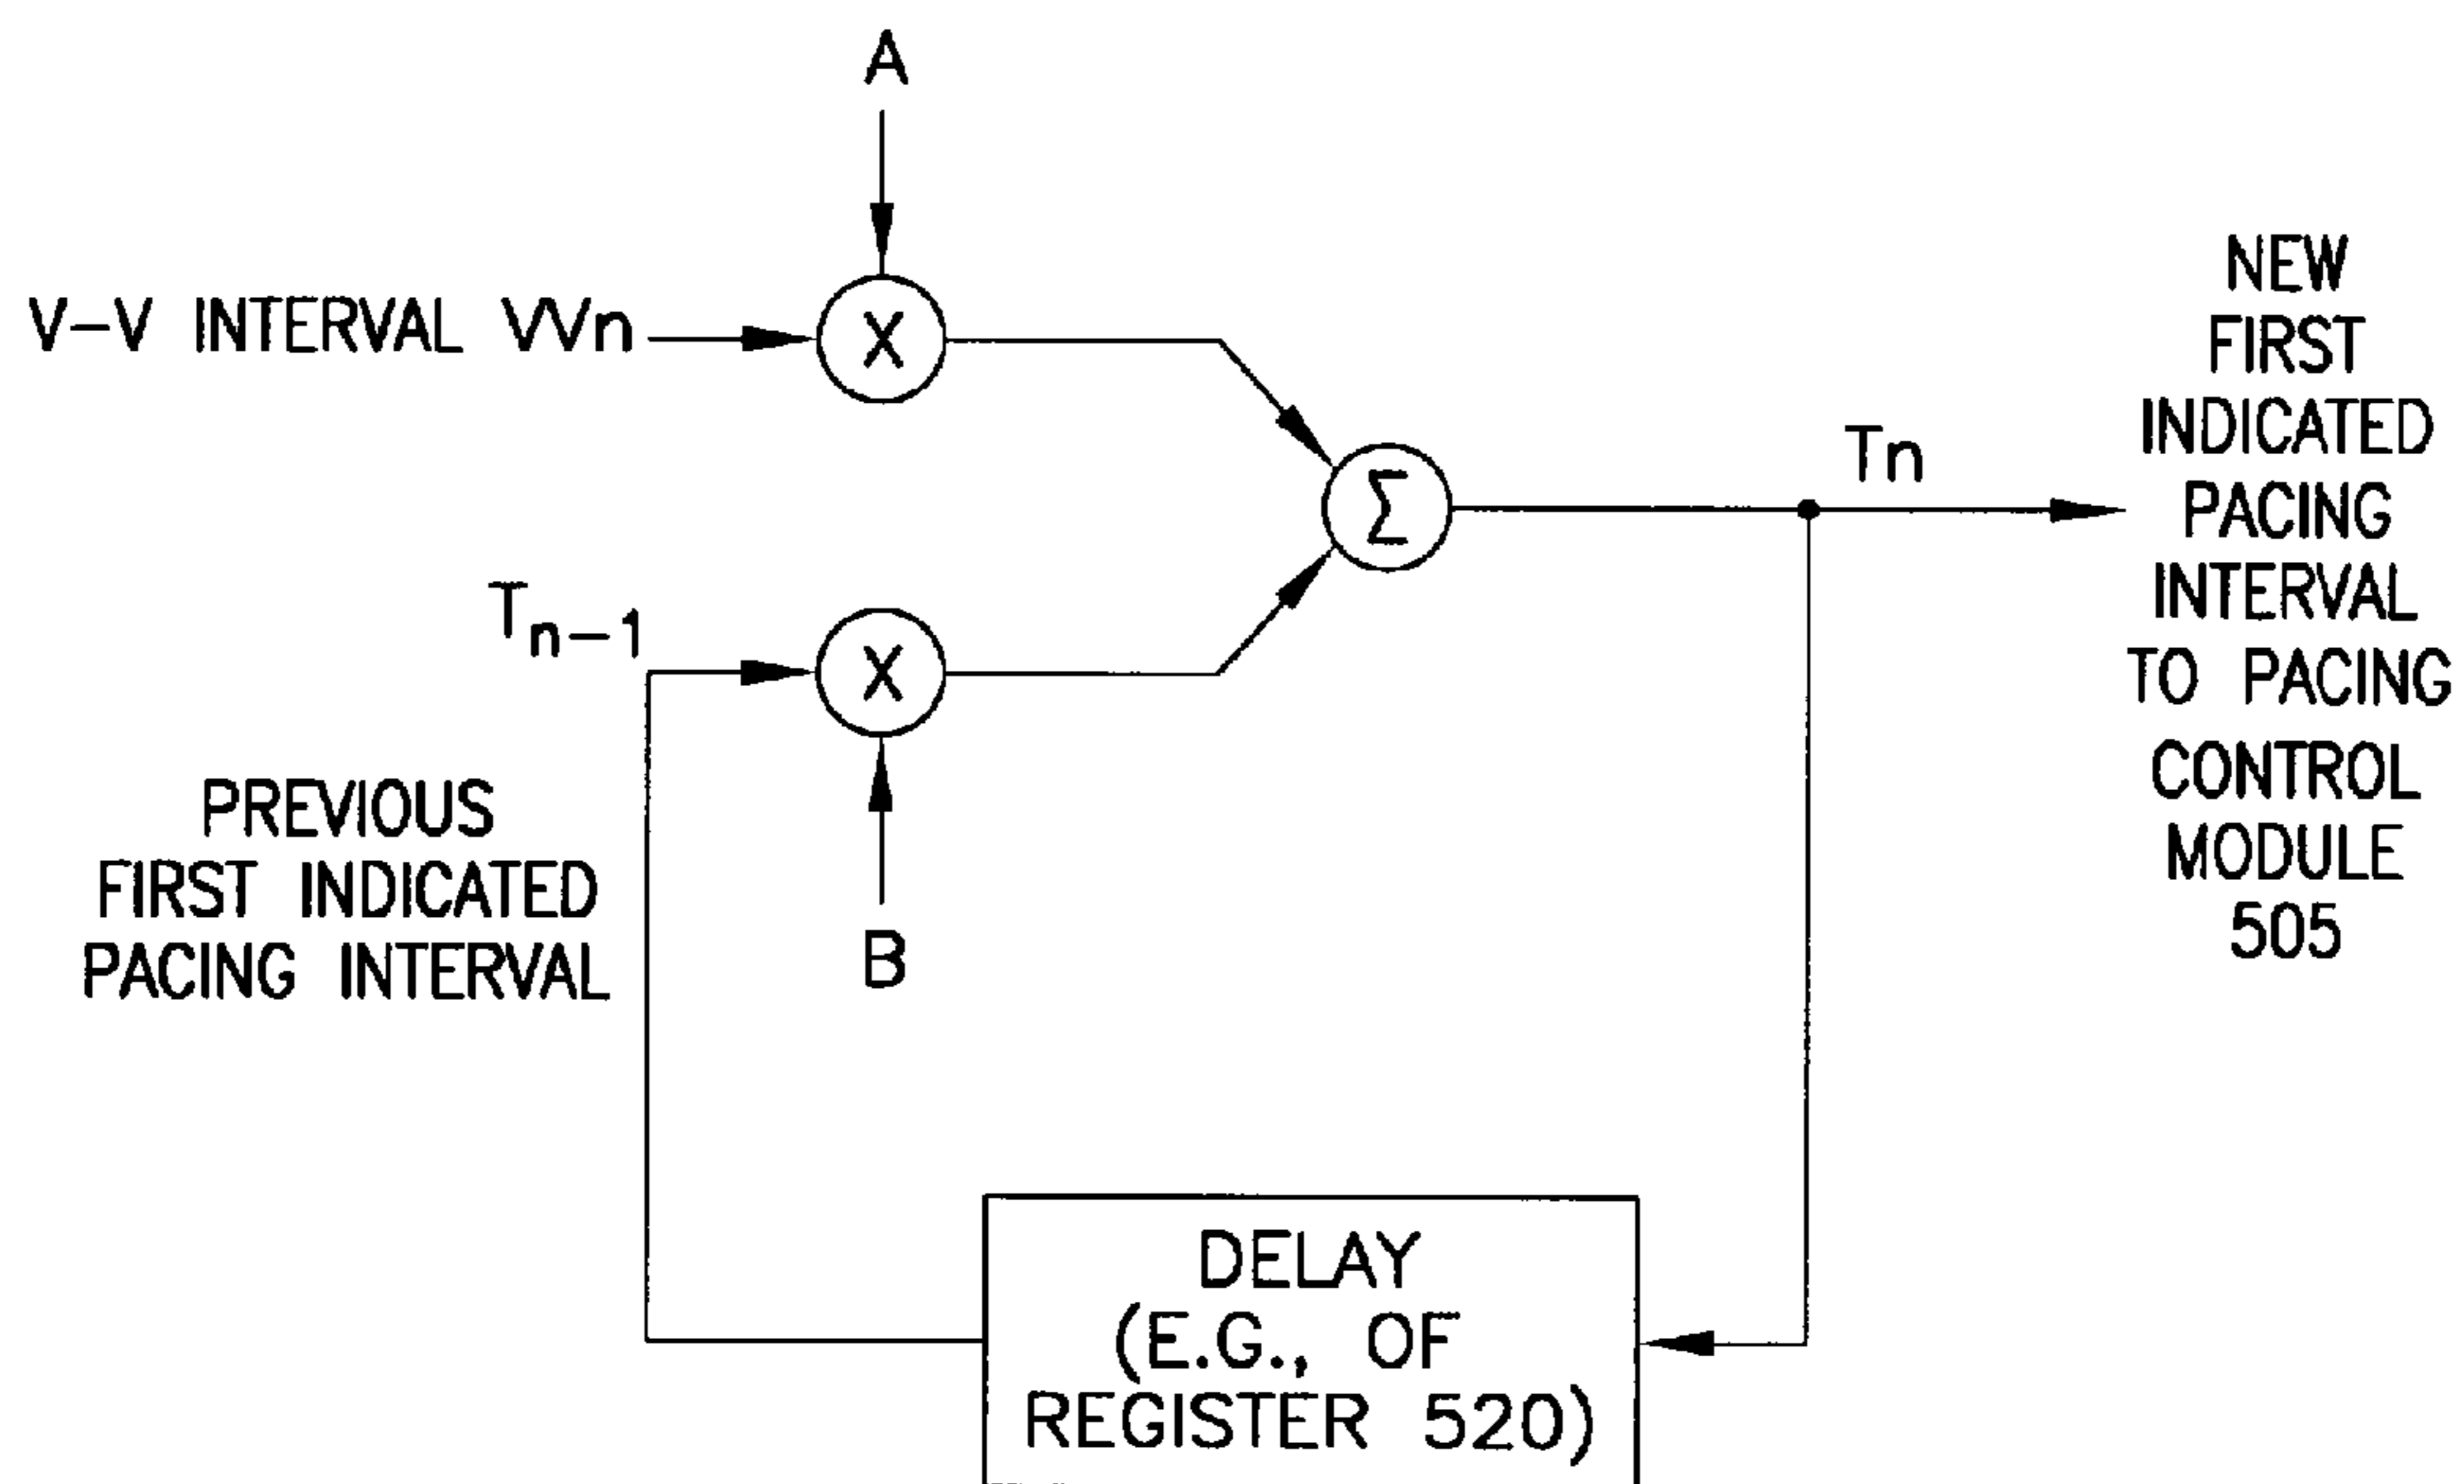 A
V-V INTERVAL VVn
X
Σ
Tn
NEW
FIRST
INDICATED
PACING
INTERVAL
TO PACING
CONTROL
MODULE
505
Tn-1
X
PREVIOUS
FIRST INDICATED
PACING INTERVAL
B
DELAY
(E.G., OF
REGISTER 520)